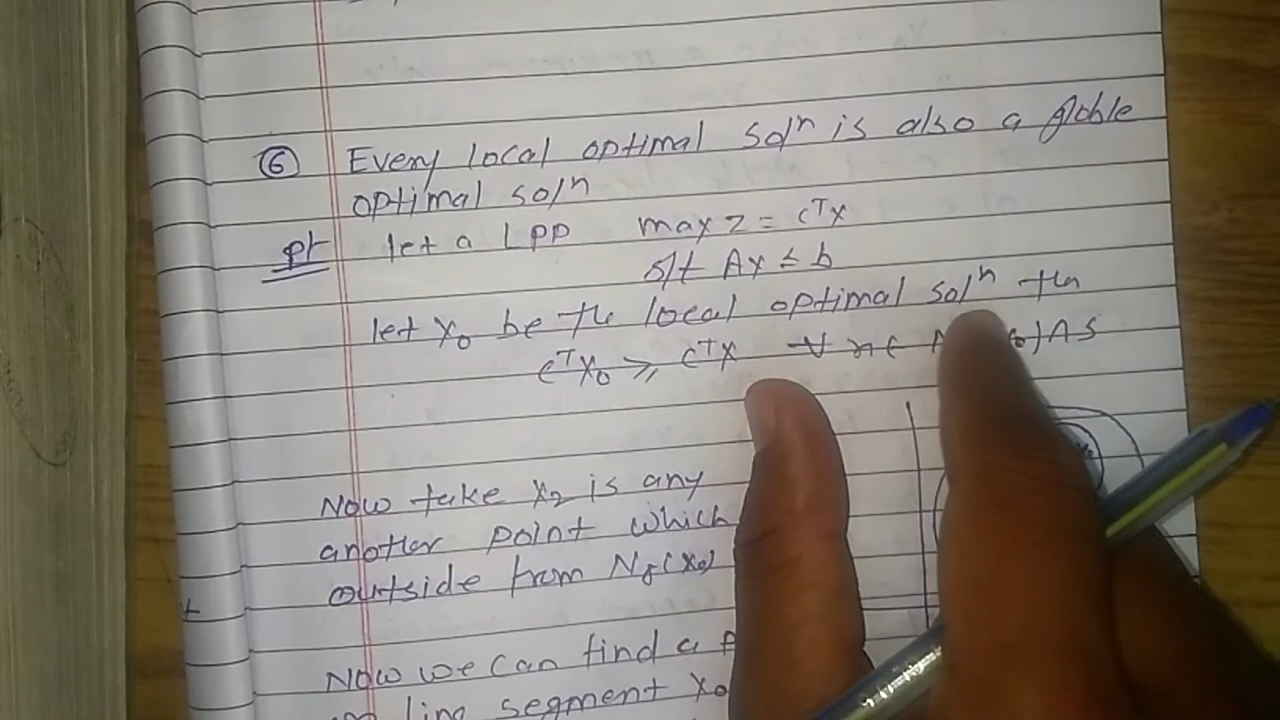 ⑥ Every local optimal solⁿ is also a globle
optimal solⁿ
pf let a LPP max z = cᵀx
s/t Ax ≤ b
let x₀ be the local optimal solⁿ then
cᵀx₀ ≥ cᵀx ∀ x ∈
Now take x₂ is any
another point which
outside from Nδ(x₀)
Now we can find a
line segment x₀